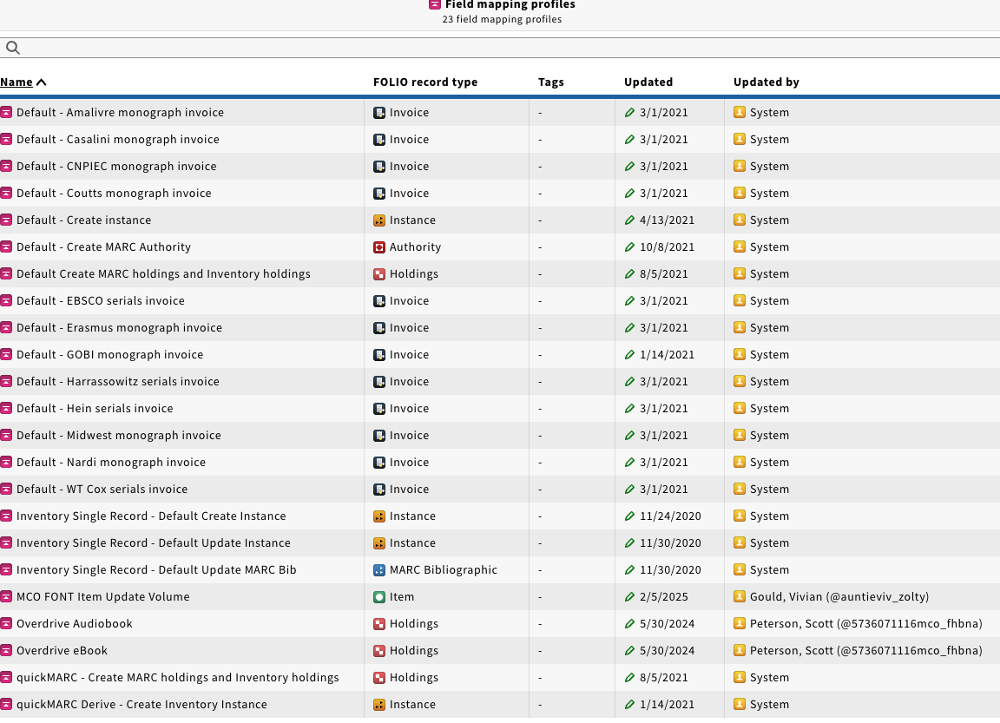 Field mapping profiles
23 field mapping profiles
Name FOLIO record type Tags Updated Updated by
Default - Amalivre monograph invoice Invoice - 3/1/2021 System
Default - Casalini monograph invoice Invoice - 3/1/2021 System
Default - CNPIEC monograph invoice Invoice - 3/1/2021 System
Default - Coutts monograph invoice Invoice - 3/1/2021 System
Default - Create instance Instance - 4/13/2021 System
Default - Create MARC Authority Authority - 10/8/2021 System
Default Create MARC holdings and Inventory holdings Holdings - 8/5/2021 System
Default - EBSCO serials invoice Invoice - 3/1/2021 System
Default - Erasmus monograph invoice Invoice - 3/1/2021 System
Default - GOBI monograph invoice Invoice - 1/14/2021 System
Default - Harrassowitz serials invoice Invoice - 3/1/2021 System
Default - Hein serials invoice Invoice - 3/1/2021 System
Default - Midwest monograph invoice Invoice - 3/1/2021 System
Default - Nardi monograph invoice Invoice - 3/1/2021 System
Default - WT Cox serials invoice Invoice - 3/1/2021 System
Inventory Single Record - Default Create Instance Instance - 11/24/2020 System
Inventory Single Record - Default Update Instance Instance - 11/30/2020 System
Inventory Single Record - Default Update MARC Bib MARC Bibliographic - 11/30/2020 System
MCO FONT Item Update Volume Item - 2/5/2025 Gould, Vivian (@auntieviv_zolty)
Overdrive Audiobook Holdings - 5/30/2024 Peterson, Scott (@5736071116mco_fhbna)
Overdrive eBook Holdings - 5/30/2024 Peterson, Scott (@5736071116mco_fhbna)
quickMARC - Create MARC holdings and Inventory holdings Holdings - 8/5/2021 System
quickMARC Derive - Create Inventory Instance Instance - 1/14/2021 System